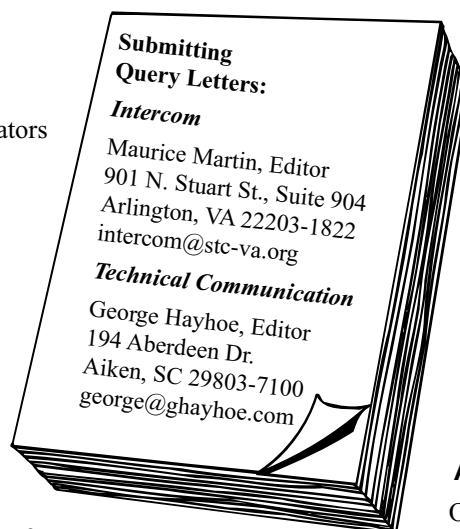 Submitting
Query Letters:
Intercom
Maurice Martin, Editor
901 N. Stuart St., Suite 904
Arlington, VA 22203-1822
intercom@stc-va.org
Technical Communication
George Hayhoe, Editor
194 Aberdeen Dr.
Aiken, SC 29803-7100
george@ghayhoe.com